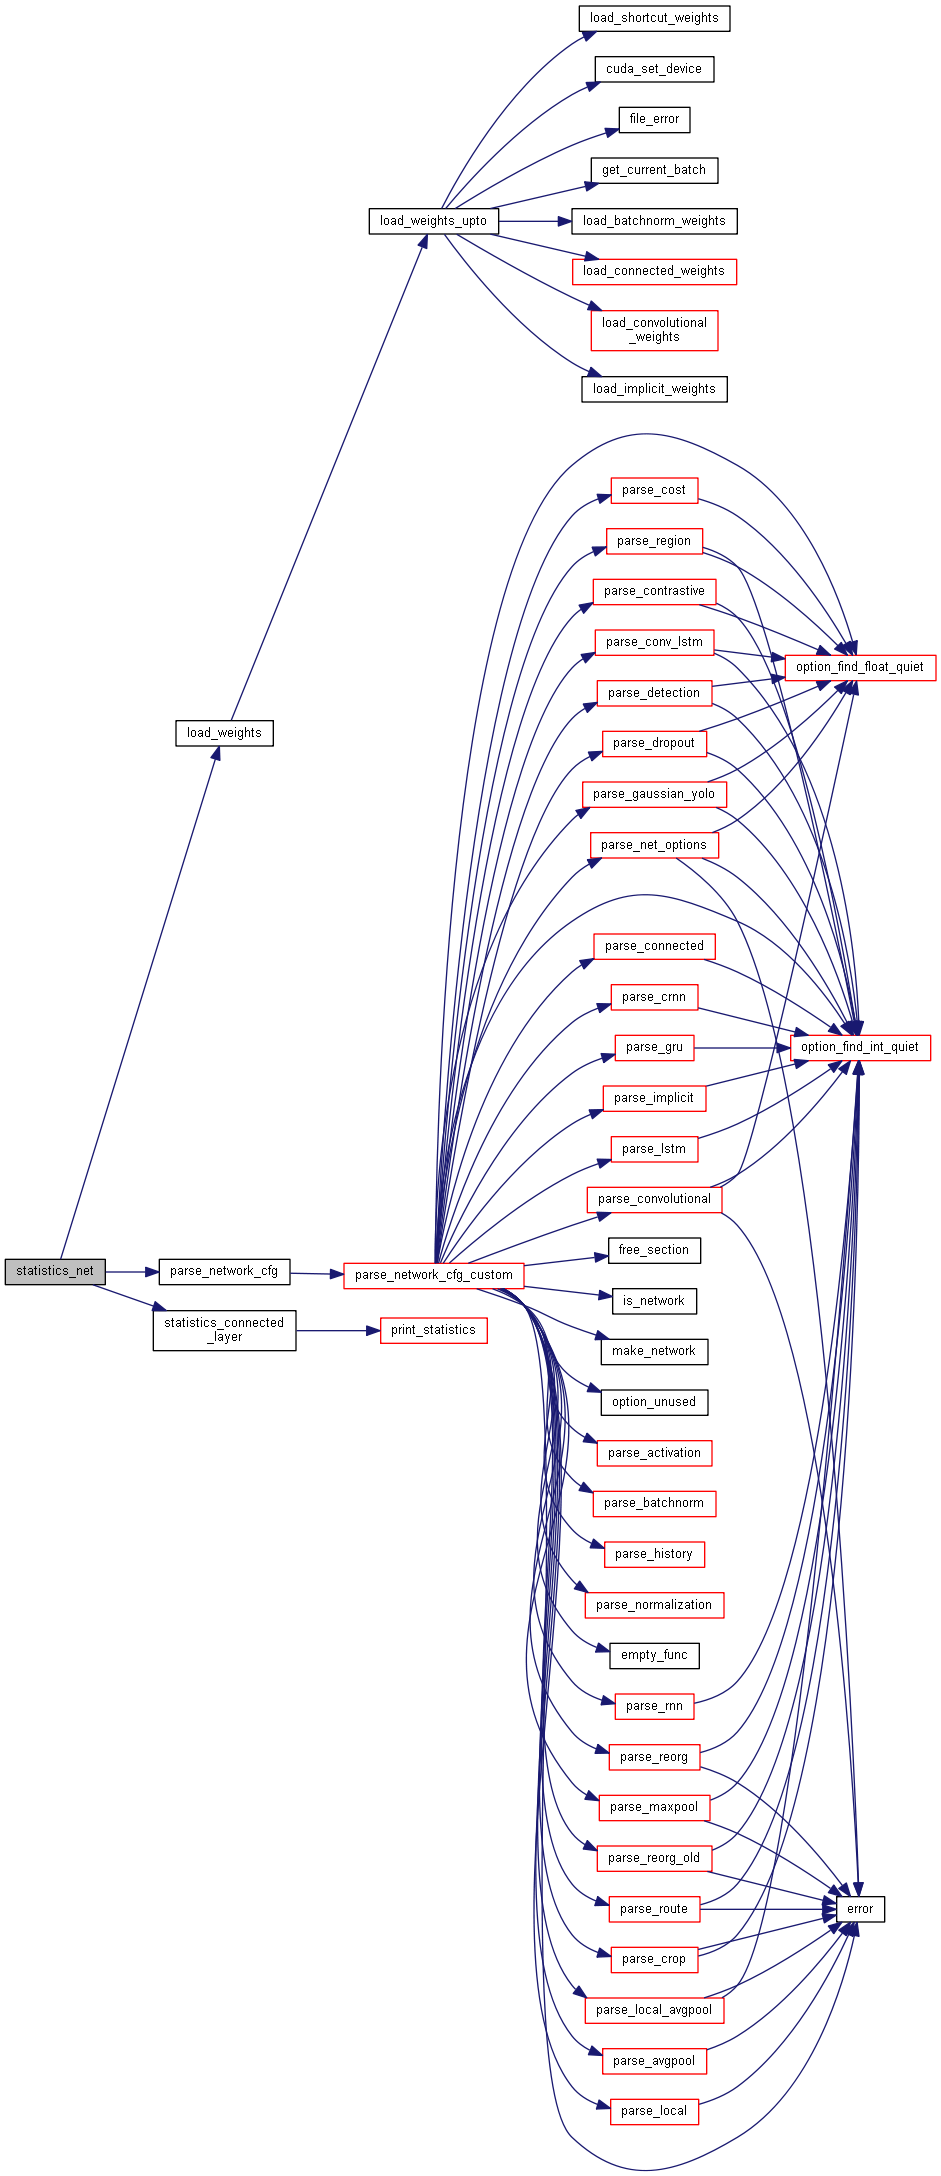 load_shortcut_weights
cuda_set_device
file_error
get_current_batch
load_weights_upto
load_batchnorm_weights
load_connected_weights
load_convolutional
_weights
load_implicit_weights
parse_cost
parse_region
parse_contrastive
parse_conv_lstm
option_find_float_quiet
parse_detection
load_weights
parse_dropout
parse_gaussian_yolo
parse_net_options
parse_connected
parse_crnn
parse_gru
option_find_int_quiet
parse_implicit
parse_lstm
parse_convolutional
free_section
statistics_net
parse_network_cfg
parse_network_cfg_custom
is_network
statistics_connected
_layer
print_statistics
make_network
option_unused
parse_activation
parse_batchnorm
parse_history
parse_normalization
empty_func
parse_rnn
parse_reorg
parse_maxpool
parse_reorg_old
parse_route
error
parse_crop
parse_local_avgpool
parse_avgpool
parse_local